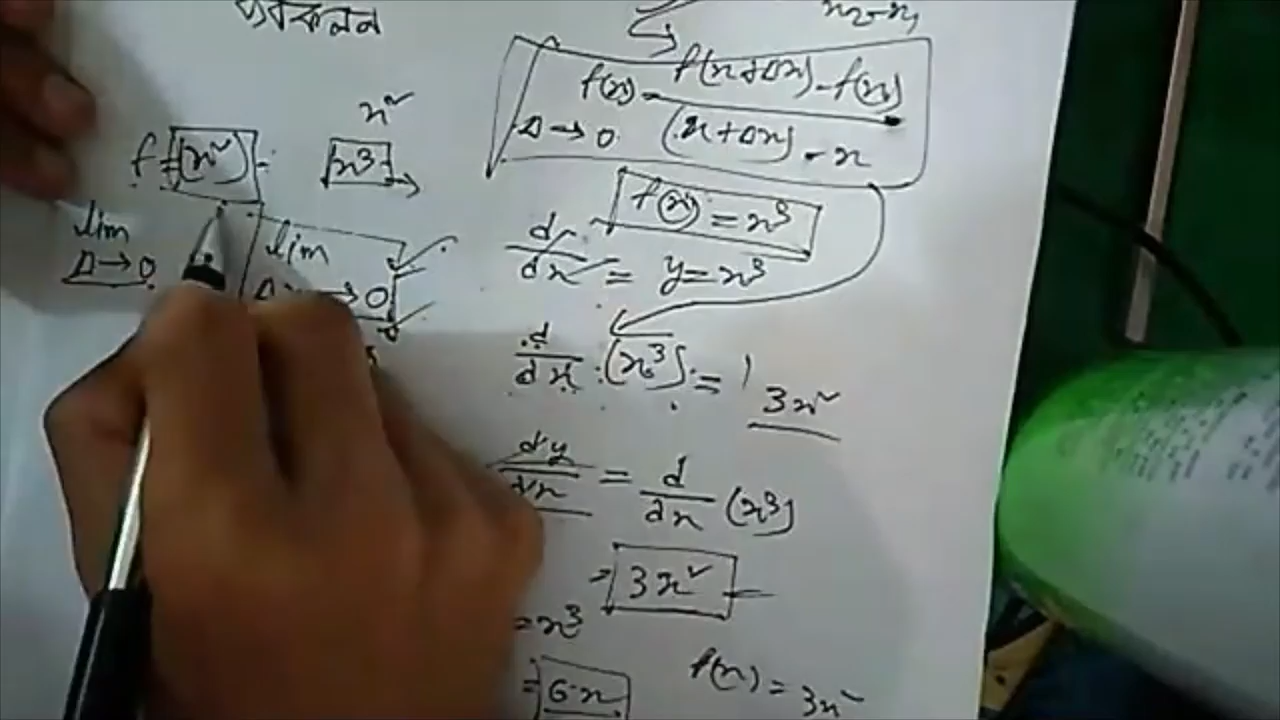 x₂-x₁
f(x) f(x+Δx)-f(x)
Δ→0 (x+Δx)-x
x²
f=(x²)= x³
lim
Δ→0
lim
→0
f(x) = x³
d/dx = y=x³
d/dx (x³) = 3x²
dy/dx = d/dx (x³)
3x²
=x³
= 6x
f(x) = 3x²